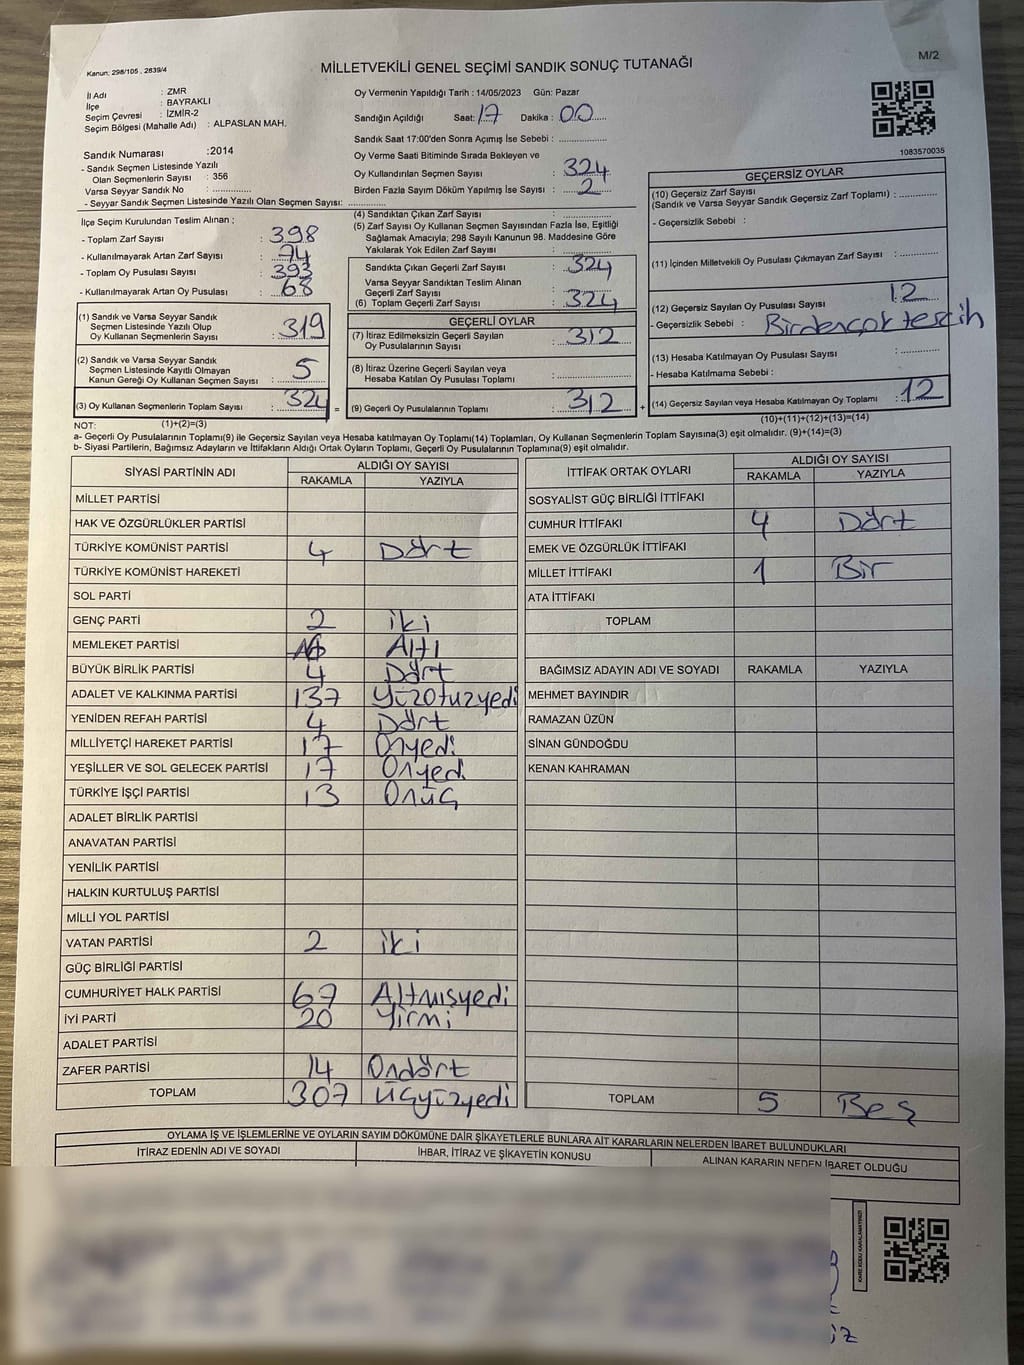 Kanun: 298/105 , 2839/4
MİLLETVEKİLİ GENEL SEÇİMİ SANDIK SONUÇ TUTANAĞI
M/2
İl Adı : ZMR
İlçe : BAYRAKLI
Seçim Çevresi : İZMİR-2
Seçim Bölgesi (Mahalle Adı) : ALPASLAN MAH.
Oy Vermenin Yapıldığı Tarih : 14/05/2023 Gün: Pazar
Sandığın Açıldığı Saat: 17 Dakika : 00
Sandık Saat 17:00'den Sonra Açımış İse Sebebi :
1083570035
Sandık Numarası :2014
- Sandık Seçmen Listesinde Yazılı
Olan Seçmenlerin Sayısı : 356
Varsa Seyyar Sandık No :
- Seyyar Sandık Seçmen Listesinde Yazılı Olan Seçmen Sayısı:
Oy Verme Saati Bitiminde Sırada Bekleyen ve
Oy Kullandırılan Seçmen Sayısı : 324
Birden Fazla Sayım Döküm Yapılmış İse Sayısı : 2
İlçe Seçim Kurulundan Teslim Alınan ;
- Toplam Zarf Sayısı : 398
- Kullanılmayarak Artan Zarf Sayısı : 74
- Toplam Oy Pusulası Sayısı : 393
- Kullanılmayarak Artan Oy Pusulası : 68
(4) Sandıktan Çıkan Zarf Sayısı :
(5) Zarf Sayısı Oy Kullanan Seçmen Sayısından Fazla İse, Eşitliği
Sağlamak Amacıyla; 298 Sayılı Kanunun 98. Maddesine Göre
Yakılarak Yok Edilen Zarf Sayısı :
Sandıkta Çıkan Geçerli Zarf Sayısı : 324
Varsa Seyyar Sandıktan Teslim Alınan
Geçerli Zarf Sayısı :
(6) Toplam Geçerli Zarf Sayısı : 324
GEÇERSİZ OYLAR
(10) Geçersiz Zarf Sayısı
(Sandık ve Varsa Seyyar Sandık Geçersiz Zarf Toplamı) :
- Geçersizlik Sebebi :
(11) İçinden Milletvekili Oy Pusulası Çıkmayan Zarf Sayısı :
(12) Geçersiz Sayılan Oy Pusulası Sayısı 12
- Geçersizlik Sebebi : Birdençok tercih
(13) Hesaba Katılmayan Oy Pusulası Sayısı :
- Hesaba Katılmama Sebebi :
(14) Geçersiz Sayılan veya Hesaba Katılmayan Oy Toplamı : 12
(10)+(11)+(12)+(13)=(14)
(1) Sandık ve Varsa Seyyar Sandık
Seçmen Listesinde Yazılı Olup
Oy Kullanan Seçmenlerin Sayısı : 319
(2) Sandık ve Varsa Seyyar Sandık
Seçmen Listesinde Kayıtlı Olmayan
Kanun Gereği Oy Kullanan Seçmen Sayısı : 5
(3) Oy Kullanan Seçmenlerin Toplam Sayısı : 324
(1)+(2)=(3)
GEÇERLİ OYLAR
(7) İtiraz Edilmeksizin Geçerli Sayılan
Oy Pusulalarının Sayısı : 312
(8) İtiraz Üzerine Geçerli Sayılan veya
Hesaba Katılan Oy Pusulası Toplamı :
= (9) Geçerli Oy Pusulalarının Toplamı : 312 +
NOT:
a- Geçerli Oy Pusulalarının Toplamı(9) ile Geçersiz Sayılan veya Hesaba katılmayan Oy Toplamı(14) Toplamları, Oy Kullanan Seçmenlerin Toplam Sayısına(3) eşit olmalıdır. (9)+(14)=(3)
b- Siyasi Partilerin, Bağımsız Adayların ve İttifakların Aldığı Ortak Oyların Toplamı, Geçerli Oy Pusulalarının Toplamına(9) eşit olmalıdır.
SİYASİ PARTİNİN ADI ALDIĞI OY SAYISI
RAKAMLA YAZIYLA
MİLLET PARTİSİ
HAK VE ÖZGÜRLÜKLER PARTİSİ
TÜRKİYE KOMÜNİST PARTİSİ 4 Dört
TÜRKİYE KOMÜNİST HAREKETİ
SOL PARTİ
GENÇ PARTİ 2 iki
MEMLEKET PARTİSİ 6 Altı
BÜYÜK BİRLİK PARTİSİ 4 Dört
ADALET VE KALKINMA PARTİSİ 137 Yüzotuzyedi
YENİDEN REFAH PARTİSİ 4 Dört
MİLLİYETÇİ HAREKET PARTİSİ 17 Onyedi
YEŞİLLER VE SOL GELECEK PARTİSİ 17 Onyedi
TÜRKİYE İŞÇİ PARTİSİ 13 Onüç
ADALET BİRLİK PARTİSİ
ANAVATAN PARTİSİ
YENİLİK PARTİSİ
HALKIN KURTULUŞ PARTİSİ
MİLLİ YOL PARTİSİ
VATAN PARTİSİ 2 iki
GÜÇ BİRLİĞİ PARTİSİ
CUMHURİYET HALK PARTİSİ 67 Altmışyedi
İYİ PARTİ 20 Yirmi
ADALET PARTİSİ
ZAFER PARTİSİ 14 Ondört
TOPLAM 307 üçyüzyedi
İTTİFAK ORTAK OYLARI ALDIĞI OY SAYISI
RAKAMLA YAZIYLA
SOSYALİST GÜÇ BİRLİĞİ İTTİFAKI
CUMHUR İTTİFAKI 4 Dört
EMEK VE ÖZGÜRLÜK İTTİFAKI
MİLLET İTTİFAKI 1 Bir
ATA İTTİFAKI
TOPLAM
BAĞIMSIZ ADAYIN ADI VE SOYADI RAKAMLA YAZIYLA
MEHMET BAYINDIR
RAMAZAN ÜZÜN
SİNAN GÜNDOĞDU
KENAN KAHRAMAN
TOPLAM 5 Beş
OYLAMA İŞ VE İŞLEMLERİNE VE OYLARIN SAYIM DÖKÜMÜNE DAİR ŞİKAYETLERLE BUNLARA AİT KARARLARIN NELERDEN İBARET BULUNDUKLARI
İTİRAZ EDENİN ADI VE SOYADI İHBAR, İTİRAZ VE ŞİKAYETİN KONUSU ALINAN KARARIN NEDEN İBARET OLDUĞU
KARE KODU KARALAMAYINIZ!